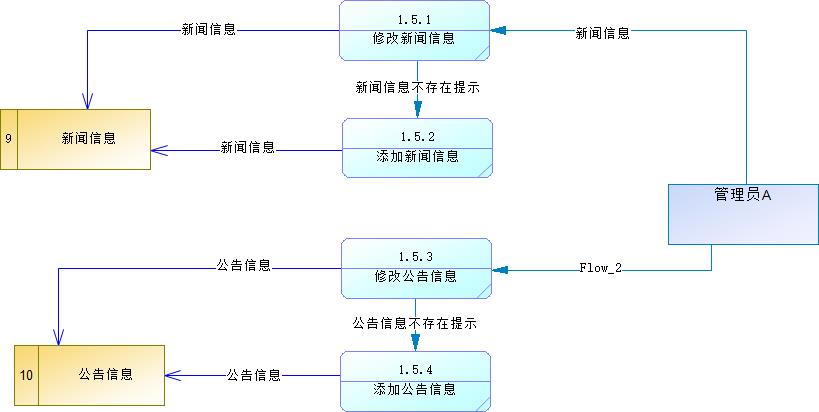 1.5.1
修改新闻信息
新闻信息
新闻信息
新闻信息不存在提示
9
新闻信息
1.5.2
添加新闻信息
新闻信息
管理员A
1.5.3
修改公告信息
公告信息
Flow_2
公告信息不存在提示
10
公告信息
1.5.4
添加公告信息
公告信息